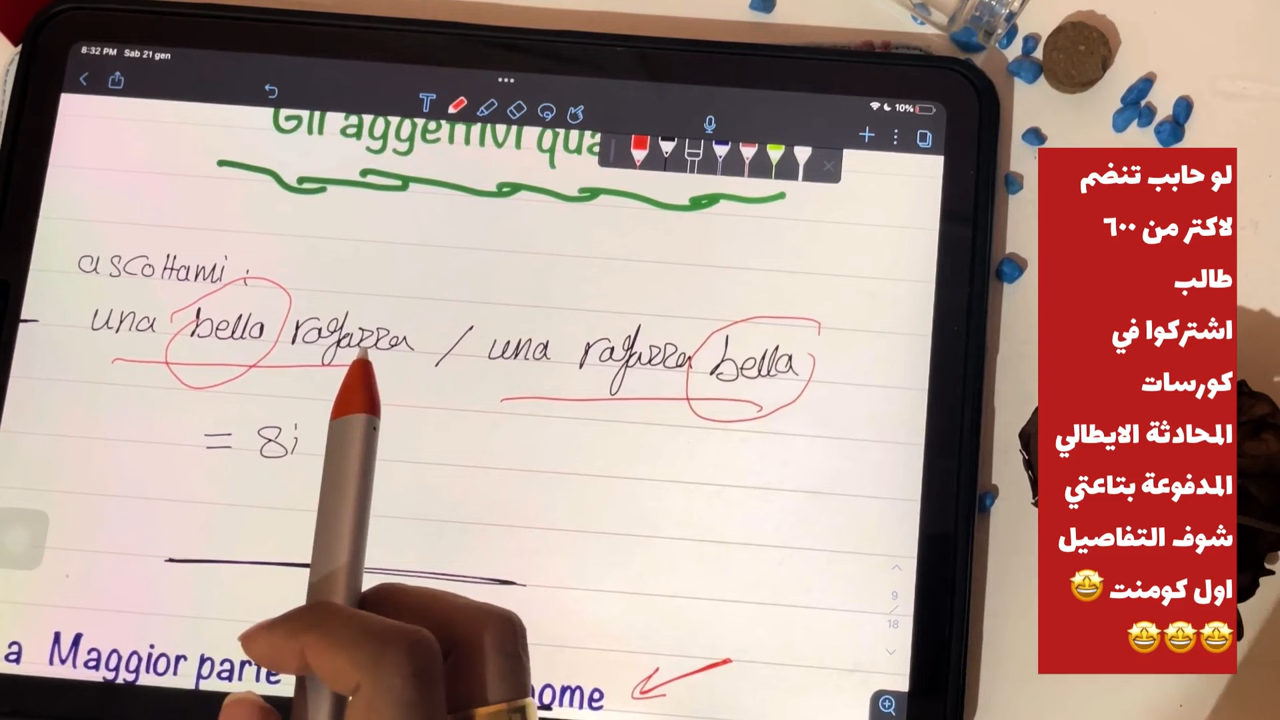 8:32 PM Sab 21 gen
10%
Gli aggettivi qua
ascoltami :
una bella ragazza / una ragazza bella
= 8i
a Maggior parte
nome
9
/
18
لو حابب تنضم
لاكتر من ٦٠٠
طالب
اشتركوا في
كورسات
المحادثة الايطالي
المدفوعة بتاعتي
شوف التفاصيل
اول كومنت 🤩
🤩🤩🤩